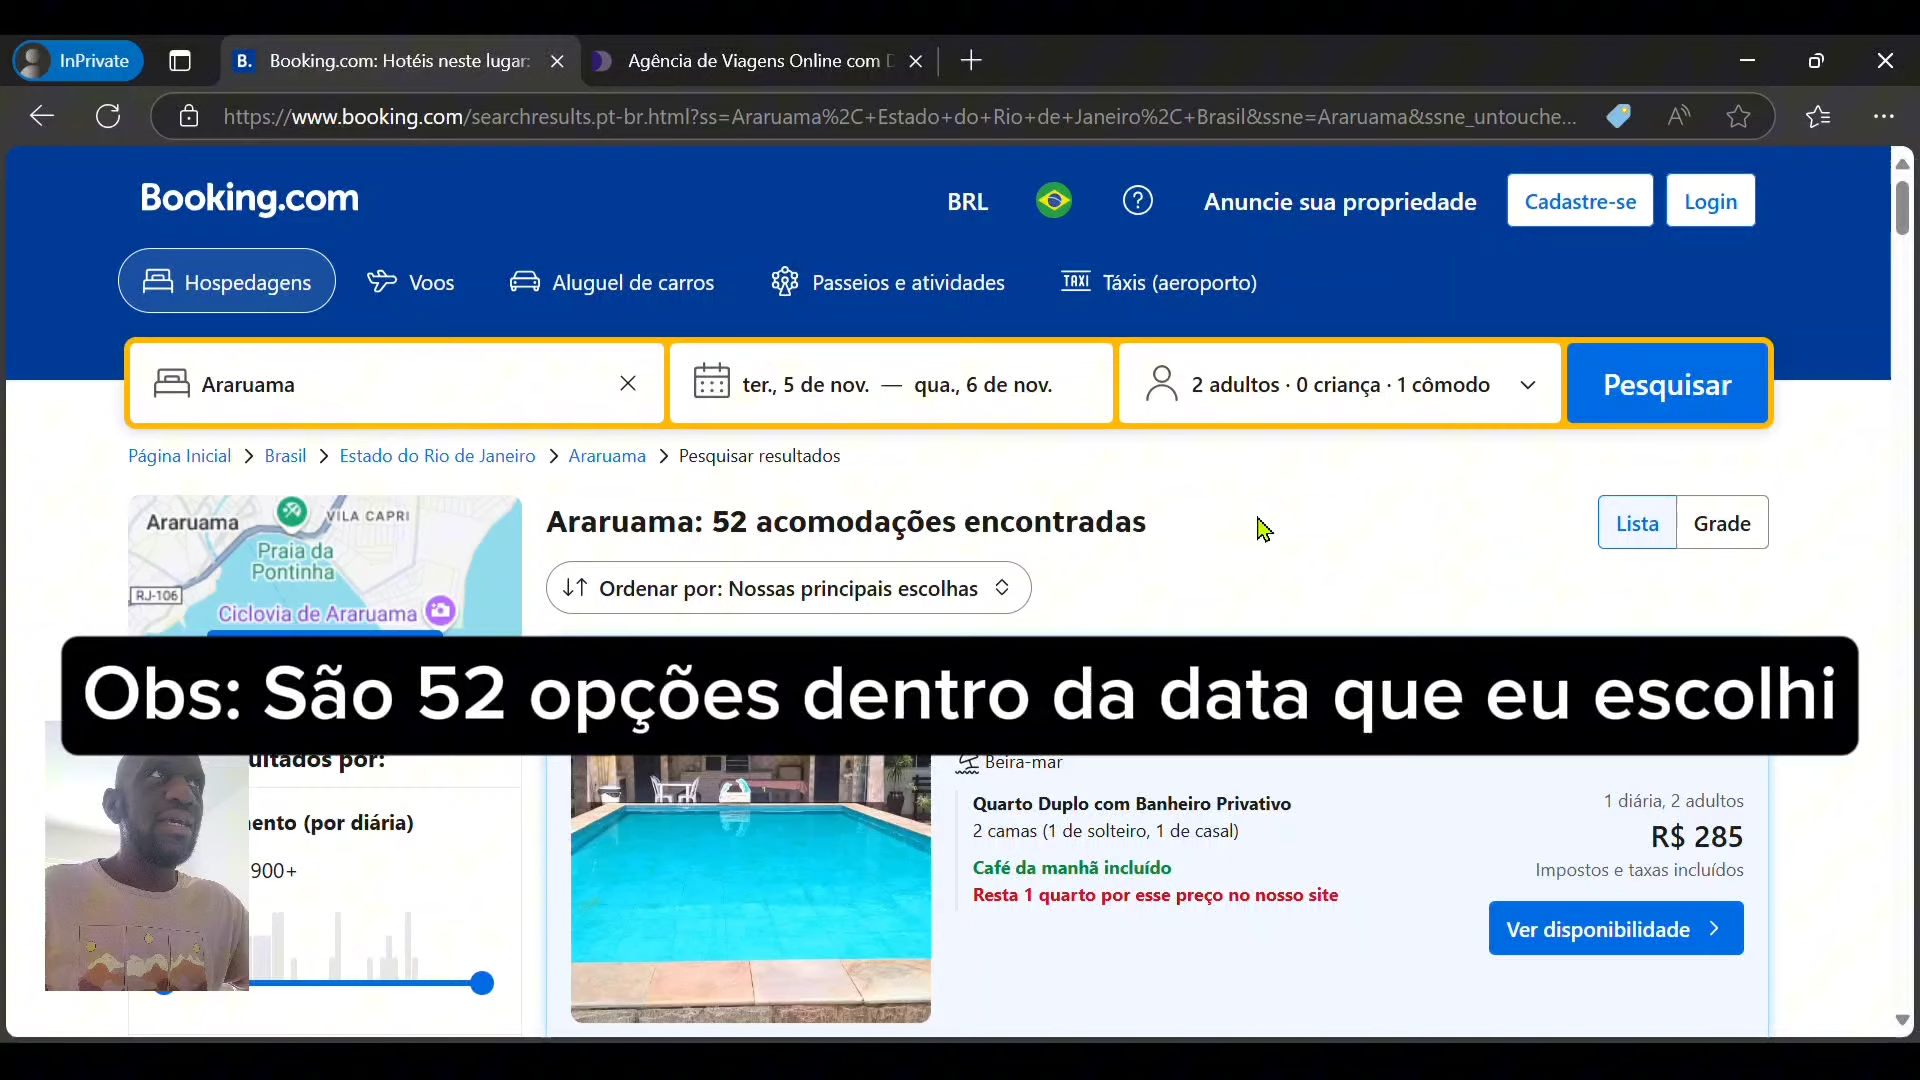 InPrivate
Booking.com: Hotéis neste lugar:
Agência de Viagens Online com
https://www.booking.com/searchresults.pt-br.html?ss=Araruama%2C+Estado+do+Rio+de+Janeiro%2C+Brasil&ssne=Araruama&ssne_untouche...
Booking.com
BRL
Anuncie sua propriedade
Cadastre-se
Login
Hospedagens
Voos
Aluguel de carros
Passeios e atividades
TAXI Táxis (aeroporto)
Araruama
ter., 5 de nov. — qua., 6 de nov.
2 adultos · 0 criança · 1 cômodo
Pesquisar
Página Inicial > Brasil > Estado do Rio de Janeiro > Araruama > Pesquisar resultados
Araruama
VILA CAPRI
Praia da
Pontinha
RJ-106
Ciclovia de Araruama
Araruama: 52 acomodações encontradas
Lista
Grade
Ordenar por: Nossas principais escolhas
Obs: São 52 opções dentro da data que eu escolhi
ultados por:
ento (por diária)
900+
Beira-mar
Quarto Duplo com Banheiro Privativo
2 camas (1 de solteiro, 1 de casal)
Café da manhã incluído
Resta 1 quarto por esse preço no nosso site
1 diária, 2 adultos
R$ 285
Impostos e taxas incluídos
Ver disponibilidade